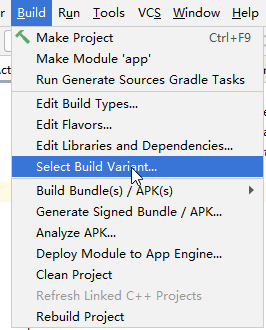 Build Run Tools VCS Window Help
Act
Make Project Ctrl+F9
Make Module 'app'
Run Generate Sources Gradle Tasks
Edit Build Types...
Edit Flavors...
Edit Libraries and Dependencies...
Select Build Variant...
Build Bundle(s) / APK(s)
Generate Signed Bundle / APK...
Analyze APK...
Deploy Module to App Engine...
Clean Project
Refresh Linked C++ Projects
Rebuild Project